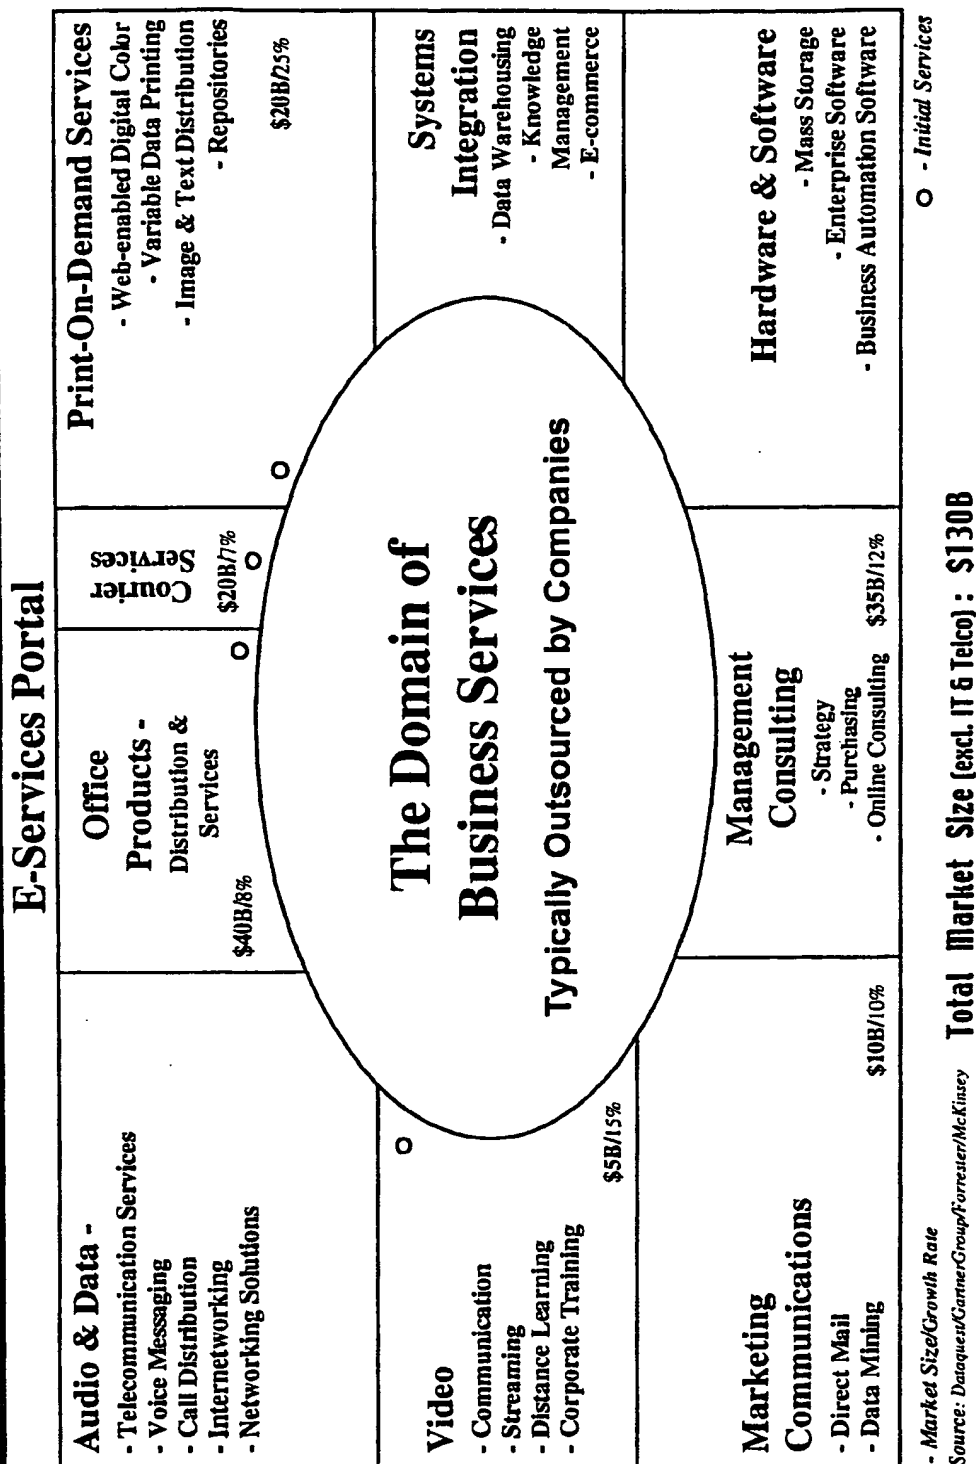 E-Services Portal
Audio & Data -
- Telecommunication Services
- Voice Messaging
- Call Distribution
- Internetworking
- Networking Solutions
Office
Products -
Distribution &
Services
$40B/8%
Courier
Services
$20B/7%
Print-On-Demand Services
- Web-enabled Digital Color
- Variable Data Printing
- Image & Text Distribution
- Repositories
$20B/25%
Video
- Communication
- Streaming
- Distance Learning
- Corporate Training
$5B/15%
The Domain of
Business Services
Typically Outsourced by Companies
Systems
Integration
- Data Warehousing
- Knowledge
Management
- E-commerce
Marketing
Communications
- Direct Mail
- Data Mining
$10B/10%
Management
Consulting
- Strategy
- Purchasing
- Online Consulting
$35B/12%
Hardware & Software
- Mass Storage
- Enterprise Software
- Business Automation Software
- Market Size/Growth Rate
Source: Dataquest/GartnerGroup/Forrester/McKinsey
Total Market Size (excl. IT & Telco) : $130B
O - Initial Services